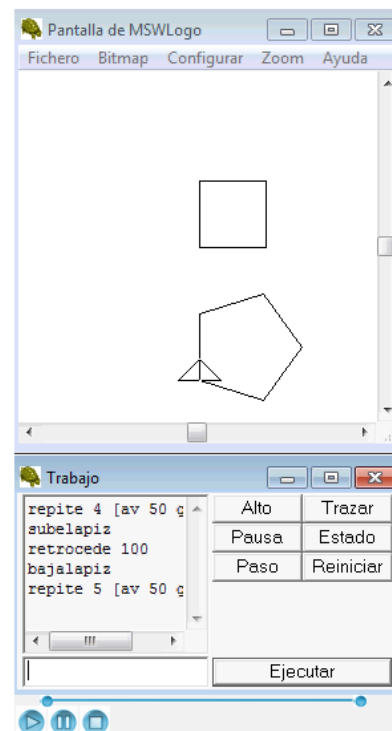 Pantalla de MSWLogo
Fichero Bitmap Configurar Zoom Ayuda
Trabajo
repite 4 [av 50 g
subelapiz
retrocede 100
bajalapiz
repite 5 [av 50 g
Alto Trazar
Pausa Estado
Paso Reiniciar
Ejecutar